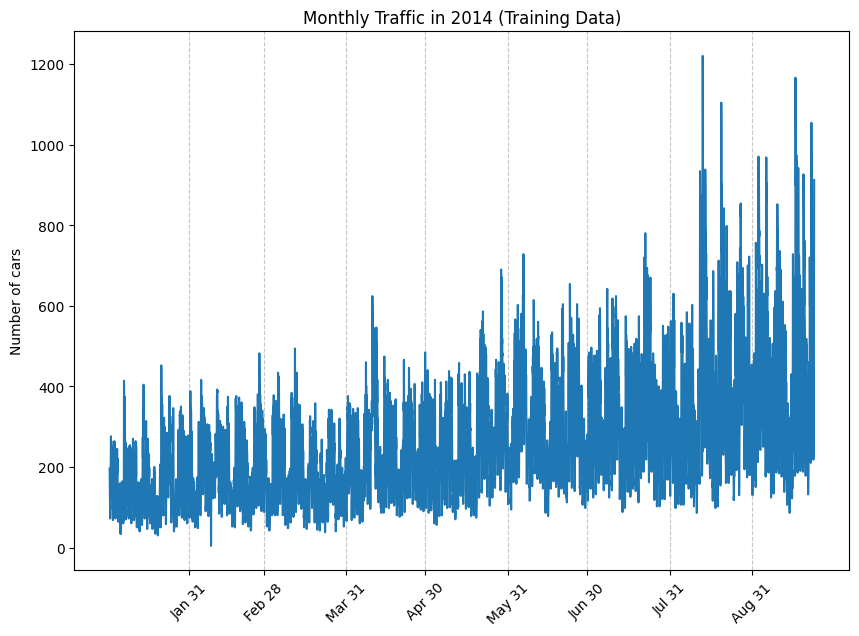 Monthly Traffic in 2014 (Training Data)
Number of cars
1200
1000
800
600
400
200
0
Jan 31
Feb 28
Mar 31
Apr 30
May 31
Jun 30
Jul 31
Aug 31